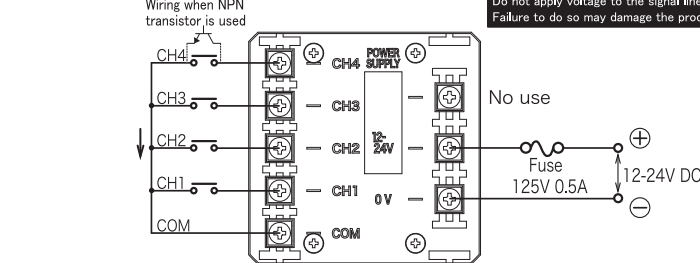 Wiring when NPN
transistor is used
Do not apply voltage to the signal line
Failure to do so may damage the
CH4
CH3
CH2
CH1
COM
CH4
CH3
CH2
CH1
COM
POWER
SUPPLY
12-
24V
0 V
No use
Fuse
125V 0.5A
+
12-24V DC
−